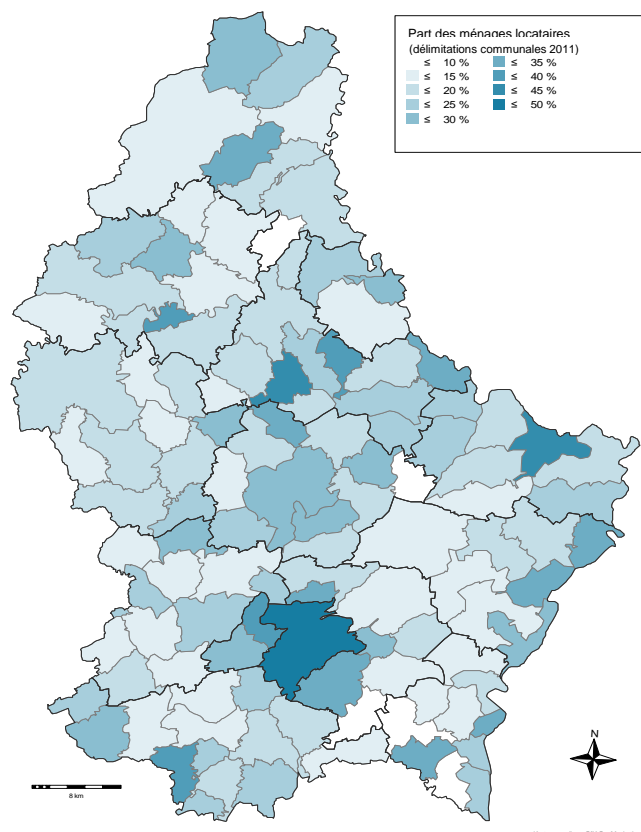 Part des ménages locataires
(délimitations communales 2011)
≤ 10 % ≤ 35 %
≤ 15 % ≤ 40 %
≤ 20 % ≤ 45 %
≤ 25 % ≤ 50 %
≤ 30 %
N
8 km